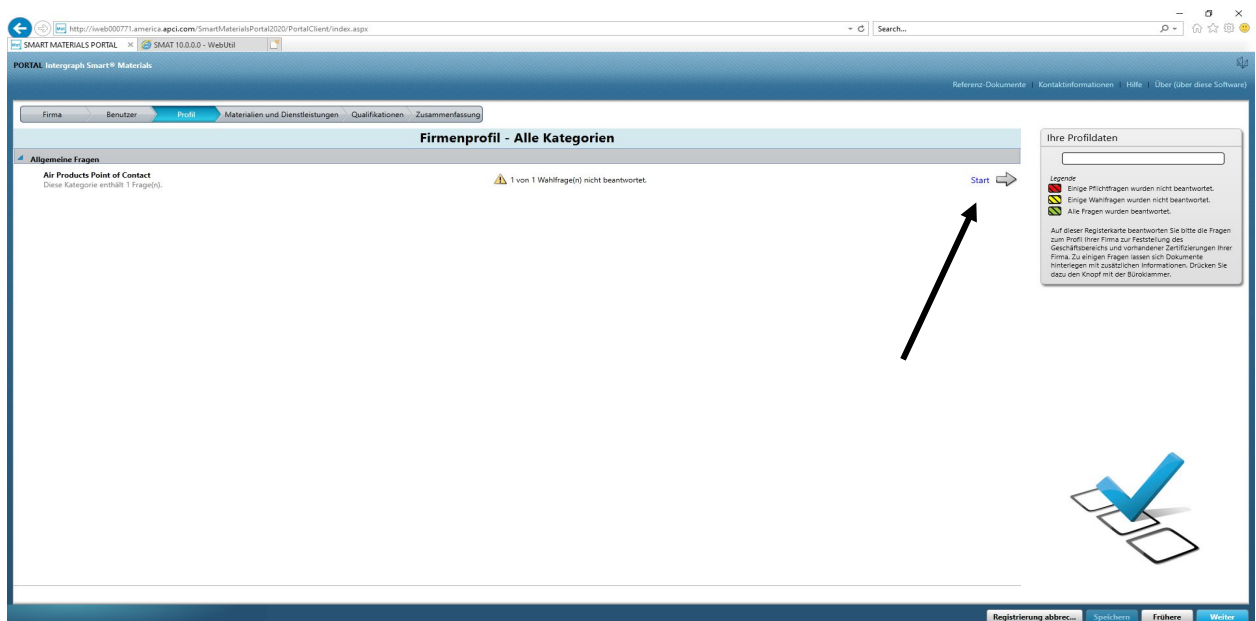 http://iweb000771.america.apci.com/SmartMaterialsPortal2020/PortalClient/index.aspx
Search...
SMART MATERIALS PORTAL
SMAT 10.0.0.0 - WebUtil
PORTAL Intergraph Smart® Materials
Referenz-Dokumente | Kontaktinformationen | Hilfe | Über (über diese Software)
Firma Benutzer Profil Materialien und Dienstleistungen Qualifikationen Zusammenfassung
Firmenprofil - Alle Kategorien
Allgemeine Fragen
Air Products Point of Contact
Diese Kategorie enthält 1 Frage(n).
1 von 1 Wahlfrage(n) nicht beantwortet.
Start
Ihre Profildaten
Legende
Einige Pflichtfragen wurden nicht beantwortet.
Einige Wahlfragen wurden nicht beantwortet.
Alle Fragen wurden beantwortet.
Auf dieser Registerkarte beantworten Sie bitte die Fragen
zum Profil Ihrer Firma zur Feststellung des
Geschäftsbereichs und vorhandener Zertifizierungen Ihrer
Firma. Zu einigen Fragen lassen sich Dokumente
hinterlegen mit zusätzlichen Informationen. Drücken Sie
dazu den Knopf mit der Büroklammer.
Registrierung abbrec... Speichern Frühere Weiter